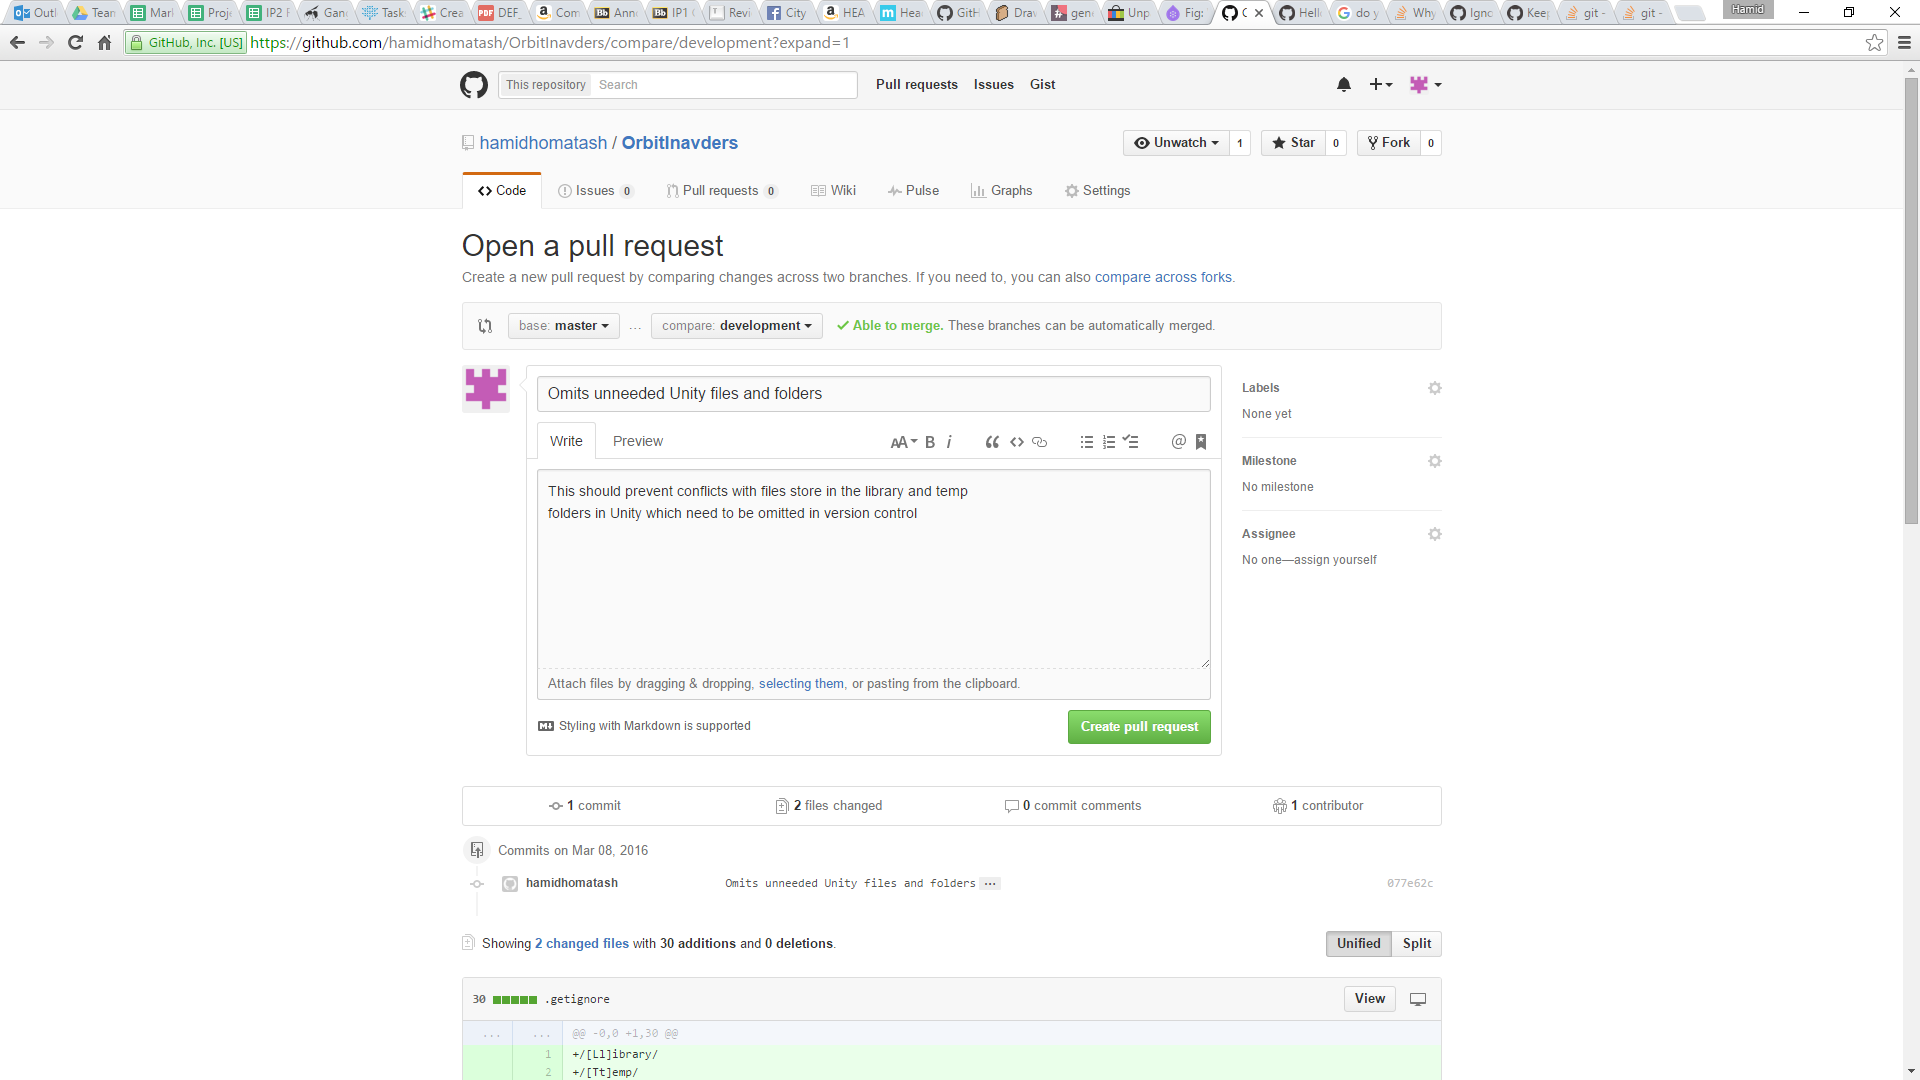 Outl Team Mark Proje IP2 F Gan Task Crea DEF_ Com Ann IP1 Revi City HEA Hea GitH Drav gene Unp Figs Hell do y Why Igno Keep git - git - Hamid
GitHub, Inc. [US] https://github.com/hamidhomatash/OrbitInavders/compare/development?expand=1
This repository Search Pull requests Issues Gist
hamidhomatash / OrbitInavders Unwatch 1 Star 0 Fork 0
Code Issues 0 Pull requests 0 Wiki Pulse Graphs Settings
Open a pull request
Create a new pull request by comparing changes across two branches. If you need to, you can also compare across forks.
base: master ... compare: development Able to merge. These branches can be automatically merged.
Omits unneeded Unity files and folders
Write Preview AA B i @
This should prevent conflicts with files store in the library and temp
folders in Unity which need to be omitted in version control
Attach files by dragging & dropping, selecting them, or pasting from the clipboard.
Styling with Markdown is supported Create pull request
Labels
None yet
Milestone
No milestone
Assignee
No one—assign yourself
1 commit 2 files changed 0 commit comments 1 contributor
Commits on Mar 08, 2016
hamidhomatash Omits unneeded Unity files and folders ... 077e62c
Showing 2 changed files with 30 additions and 0 deletions. Unified Split
30 .getignore View
... ... @@ -0,0 +1,30 @@
1 +/[Ll]ibrary/
2 +/[Tt]emp/